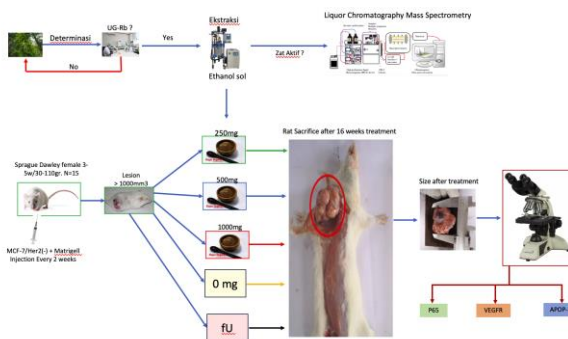 Liquor Chromatography Mass Spectrometry
Ekstraksi
UG-Rb ?
Determinasi
Yes
No
Zat Aktif ?
Ethanol sol
250mg
Rat Sacrifice after 16 weeks treatment
Sprague Dawley female 3-
5w/30-110gr. N=15
Lesion
> 1000mm3
500mg
Size after treatment
MCF-7/Her2(-) + Matrigell
Injection Every 2 weeks
1000mg
0 mg
fU
P65
VEGFR
APOP-